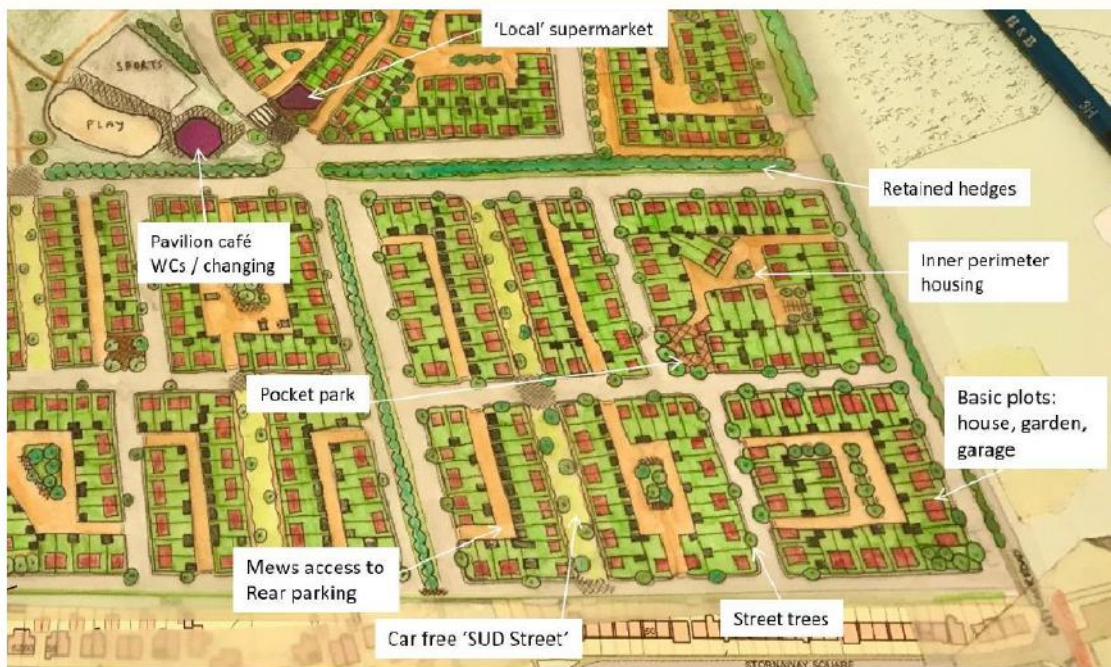 'Local' supermarket
SPORTS
PLAY
Retained hedges
Pavilion café
WCs / changing
Inner perimeter
housing
Pocket park
Basic plots:
house, garden,
garage
Mews access to
Rear parking
Car free 'SUD Street'
Street trees
STORNAWAY SQUARE